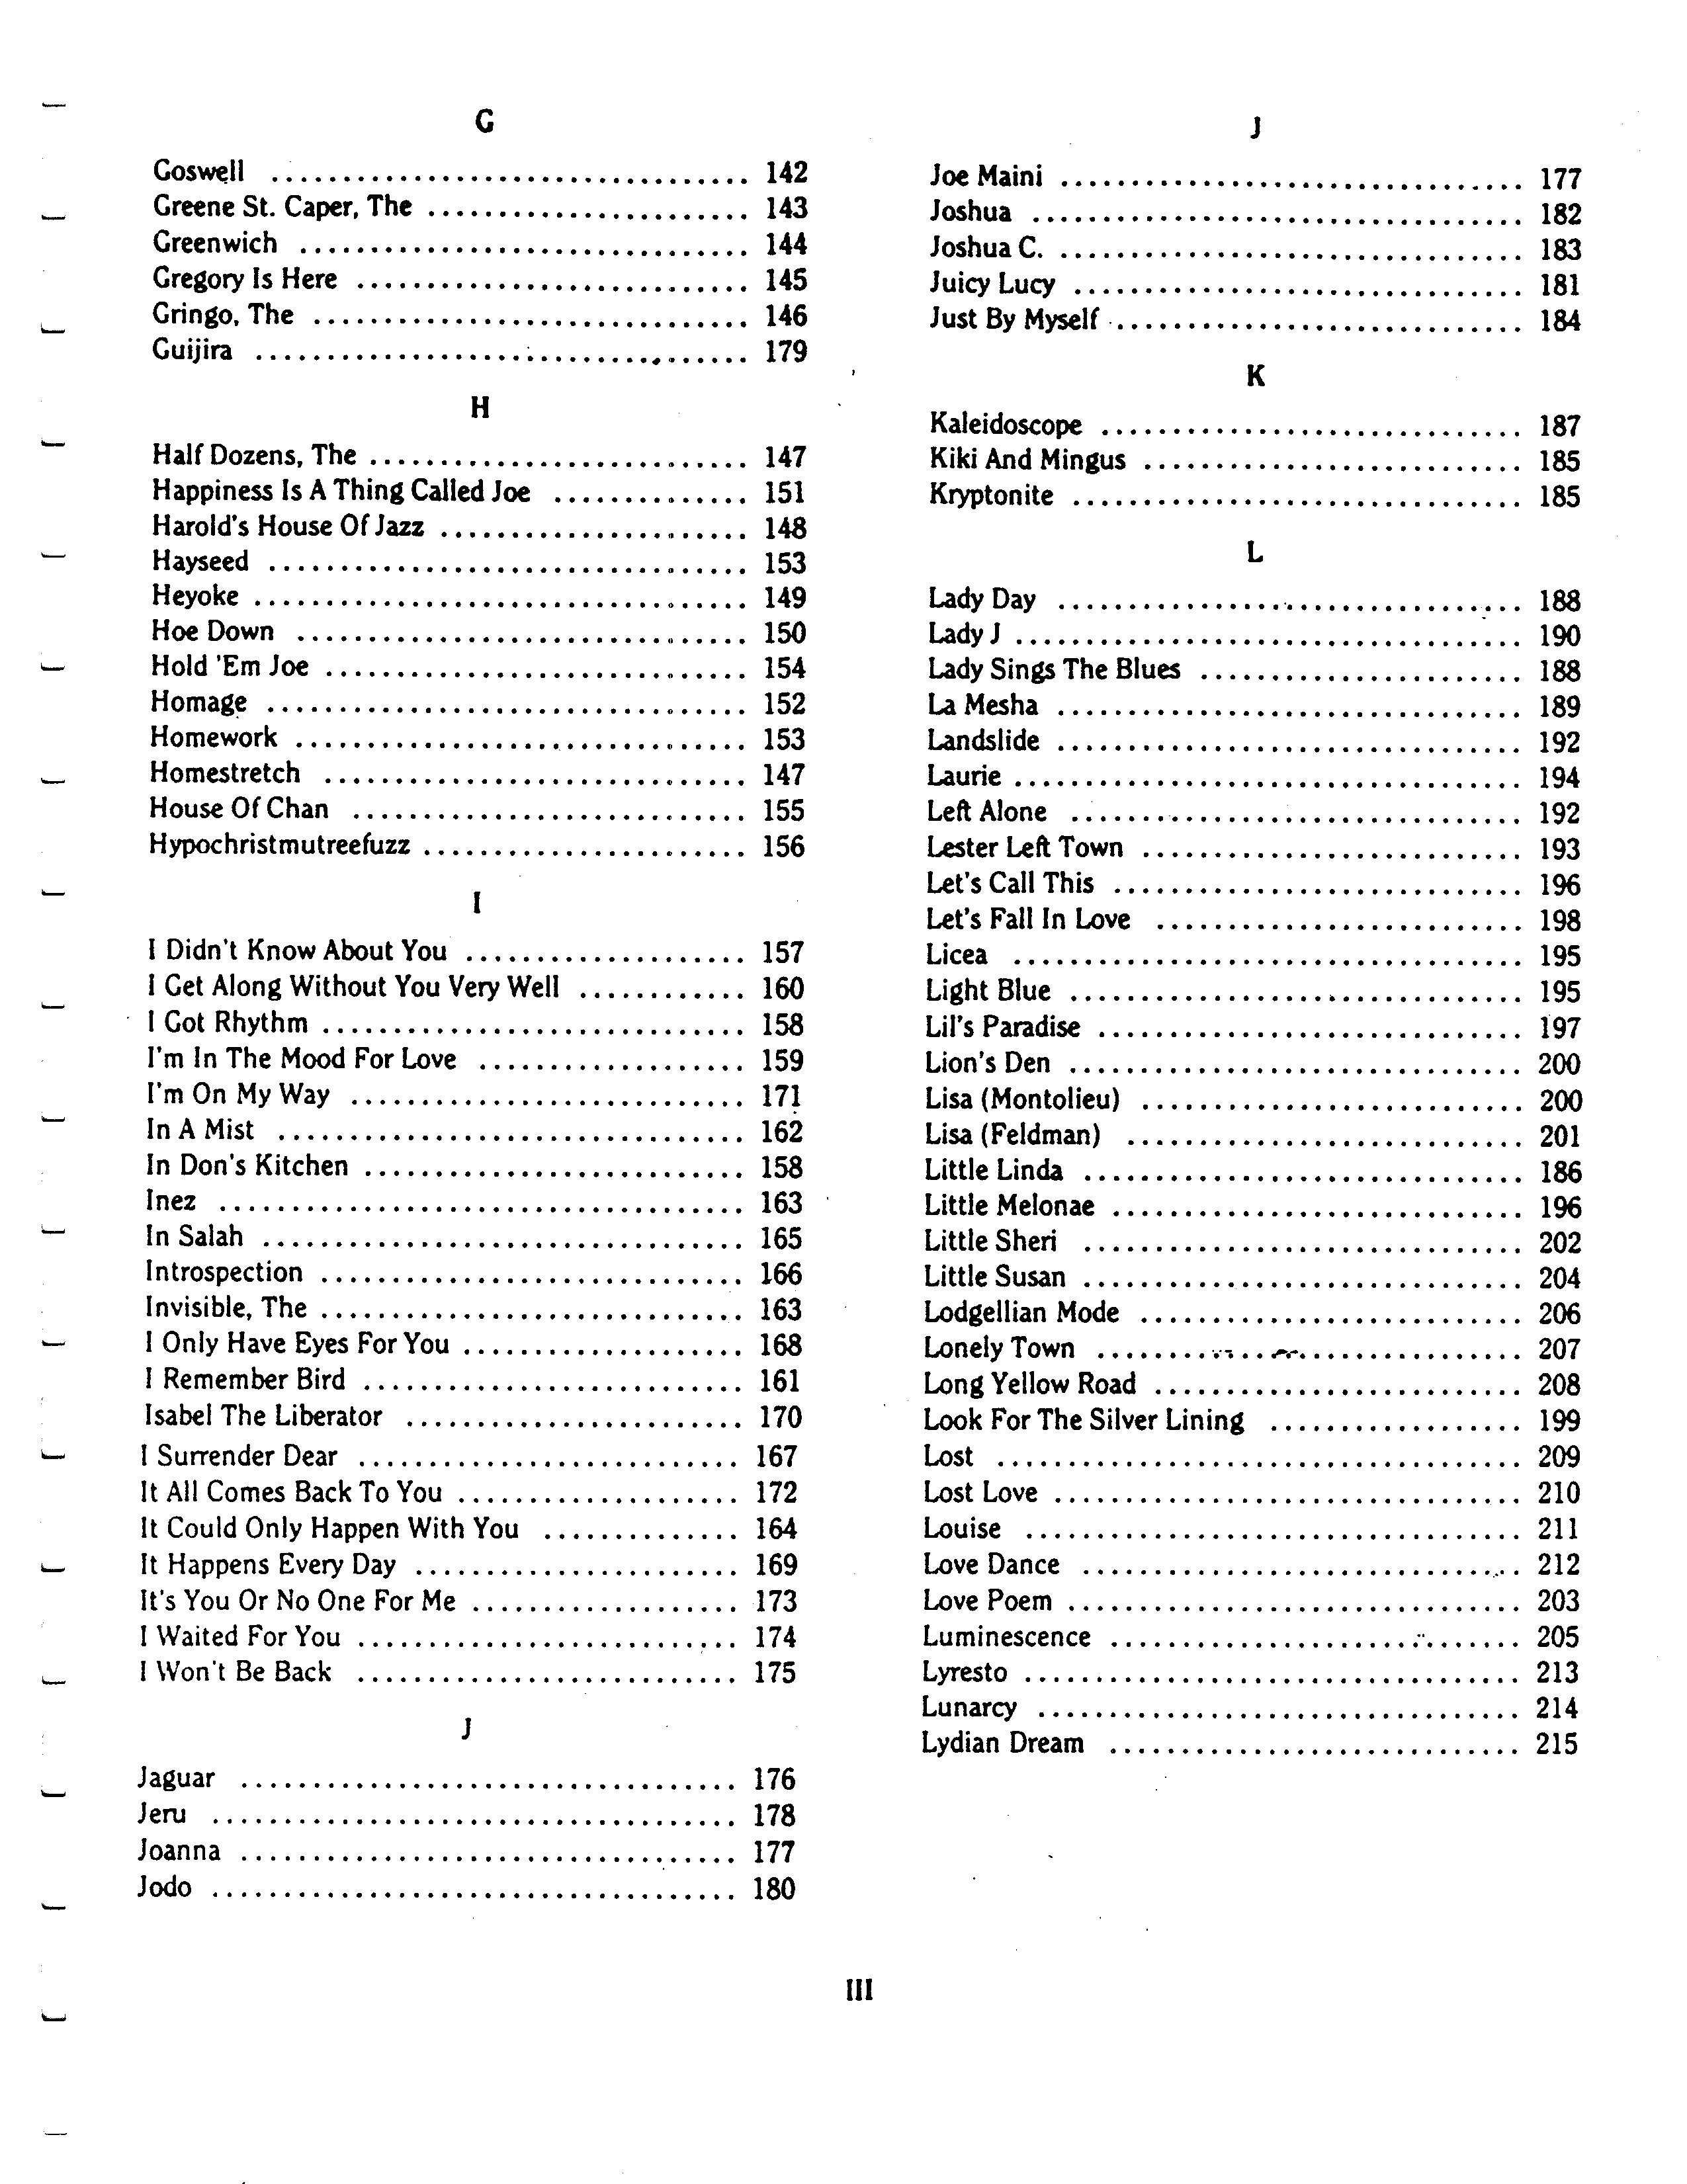 G
Goswell .................................. 142
Greene St. Caper, The ....................... 143
Greenwich ................................ 144
Gregory Is Here ............................ 145
Gringo, The ............................... 146
Guijira ................................... 179
H
Half Dozens, The ........................... 147
Happiness Is A Thing Called Joe .............. 151
Harold's House Of Jazz ...................... 148
Hayseed .................................. 153
Heyoke ................................... 149
Hoe Down ................................ 150
Hold 'Em Joe .............................. 154
Homage .................................. 152
Homework ................................ 153
Homestretch .............................. 147
House Of Chan ............................ 155
Hypochristmutreefuzz ....................... 156
I
I Didn't Know About You .................... 157
I Get Along Without You Very Well ............ 160
I Got Rhythm .............................. 158
I'm In The Mood For Love ................... 159
I'm On My Way ............................ 171
In A Mist ................................. 162
In Don's Kitchen ........................... 158
Inez ..................................... 163
In Salah .................................. 165
Introspection .............................. 166
Invisible, The .............................. 163
I Only Have Eyes For You .................... 168
I Remember Bird ........................... 161
Isabel The Liberator ........................ 170
I Surrender Dear ........................... 167
It All Comes Back To You .................... 172
It Could Only Happen With You .............. 164
It Happens Every Day ....................... 169
It's You Or No One For Me ................... 173
I Waited For You ........................... 174
I Won't Be Back ........................... 175
J
Jaguar ................................... 176
Jeru ..................................... 178
Joanna ................................... 177
Jodo ..................................... 180
J
Joe Maini ................................. 177
Joshua ................................... 182
Joshua C. ................................. 183
Juicy Lucy ................................ 181
Just By Myself ............................. 184
K
Kaleidoscope .............................. 187
Kiki And Mingus ........................... 185
Kryptonite ................................ 185
L
Lady Day ................................. 188
Lady J .................................... 190
Lady Sings The Blues ....................... 188
La Mesha ................................. 189
Landslide ................................. 192
Laurie .................................... 194
Left Alone ................................ 192
Lester Left Town ........................... 193
Let's Call This ............................. 196
Let's Fall In Love .......................... 198
Licea .................................... 195
Light Blue ................................ 195
Lil's Paradise .............................. 197
Lion's Den ................................ 200
Lisa (Montolieu) ........................... 200
Lisa (Feldman) ............................ 201
Little Linda ............................... 186
Little Melonae ............................. 196
Little Sheri ............................... 202
Little Susan ............................... 204
Lodgellian Mode ........................... 206
Lonely Town .............................. 207
Long Yellow Road .......................... 208
Look For The Silver Lining .................. 199
Lost ..................................... 209
Lost Love ................................. 210
Louise ................................... 211
Love Dance ............................... 212
Love Poem ................................ 203
Luminescence ............................. 205
Lyresto ................................... 213
Lunarcy .................................. 214
Lydian Dream ............................. 215
III